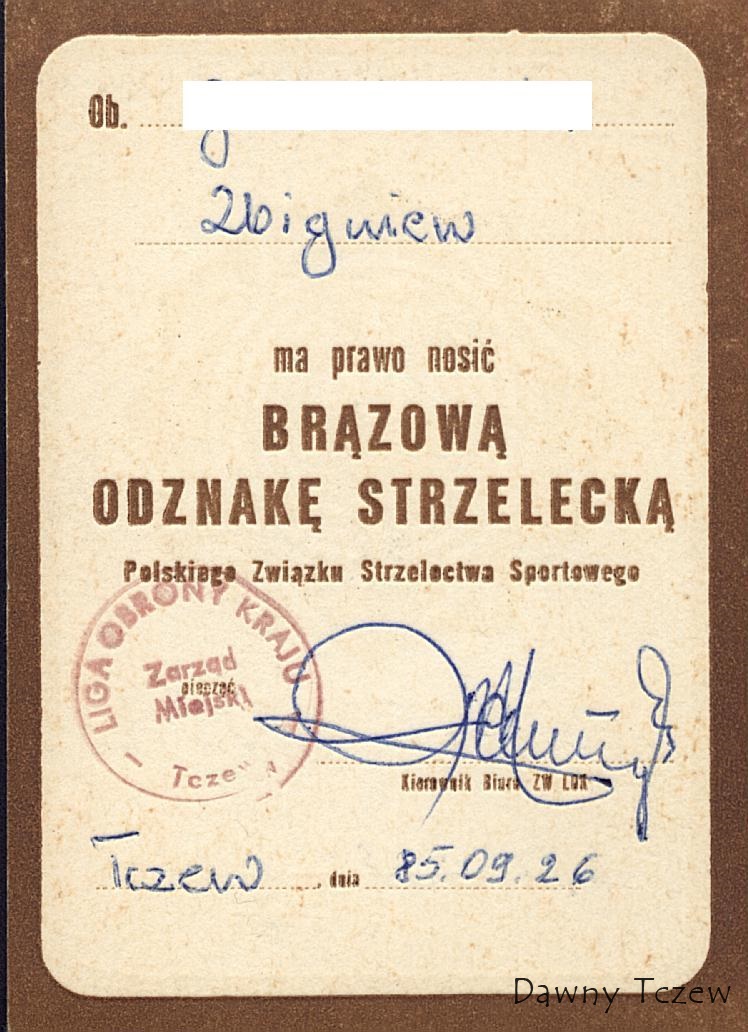 Ob.
Zbigniew
ma prawo nosić
BRĄZOWĄ
ODZNAKĘ STRZELECKĄ
Polskiego Związku Strzelectwa Sportowego
LIGA OBRONY KRAJU
Zarząd
pieczęć
Miejski
Tczew
Kierownik Biura ZW LOK
Tczew, dnia 85.09.26
Dawny Tczew